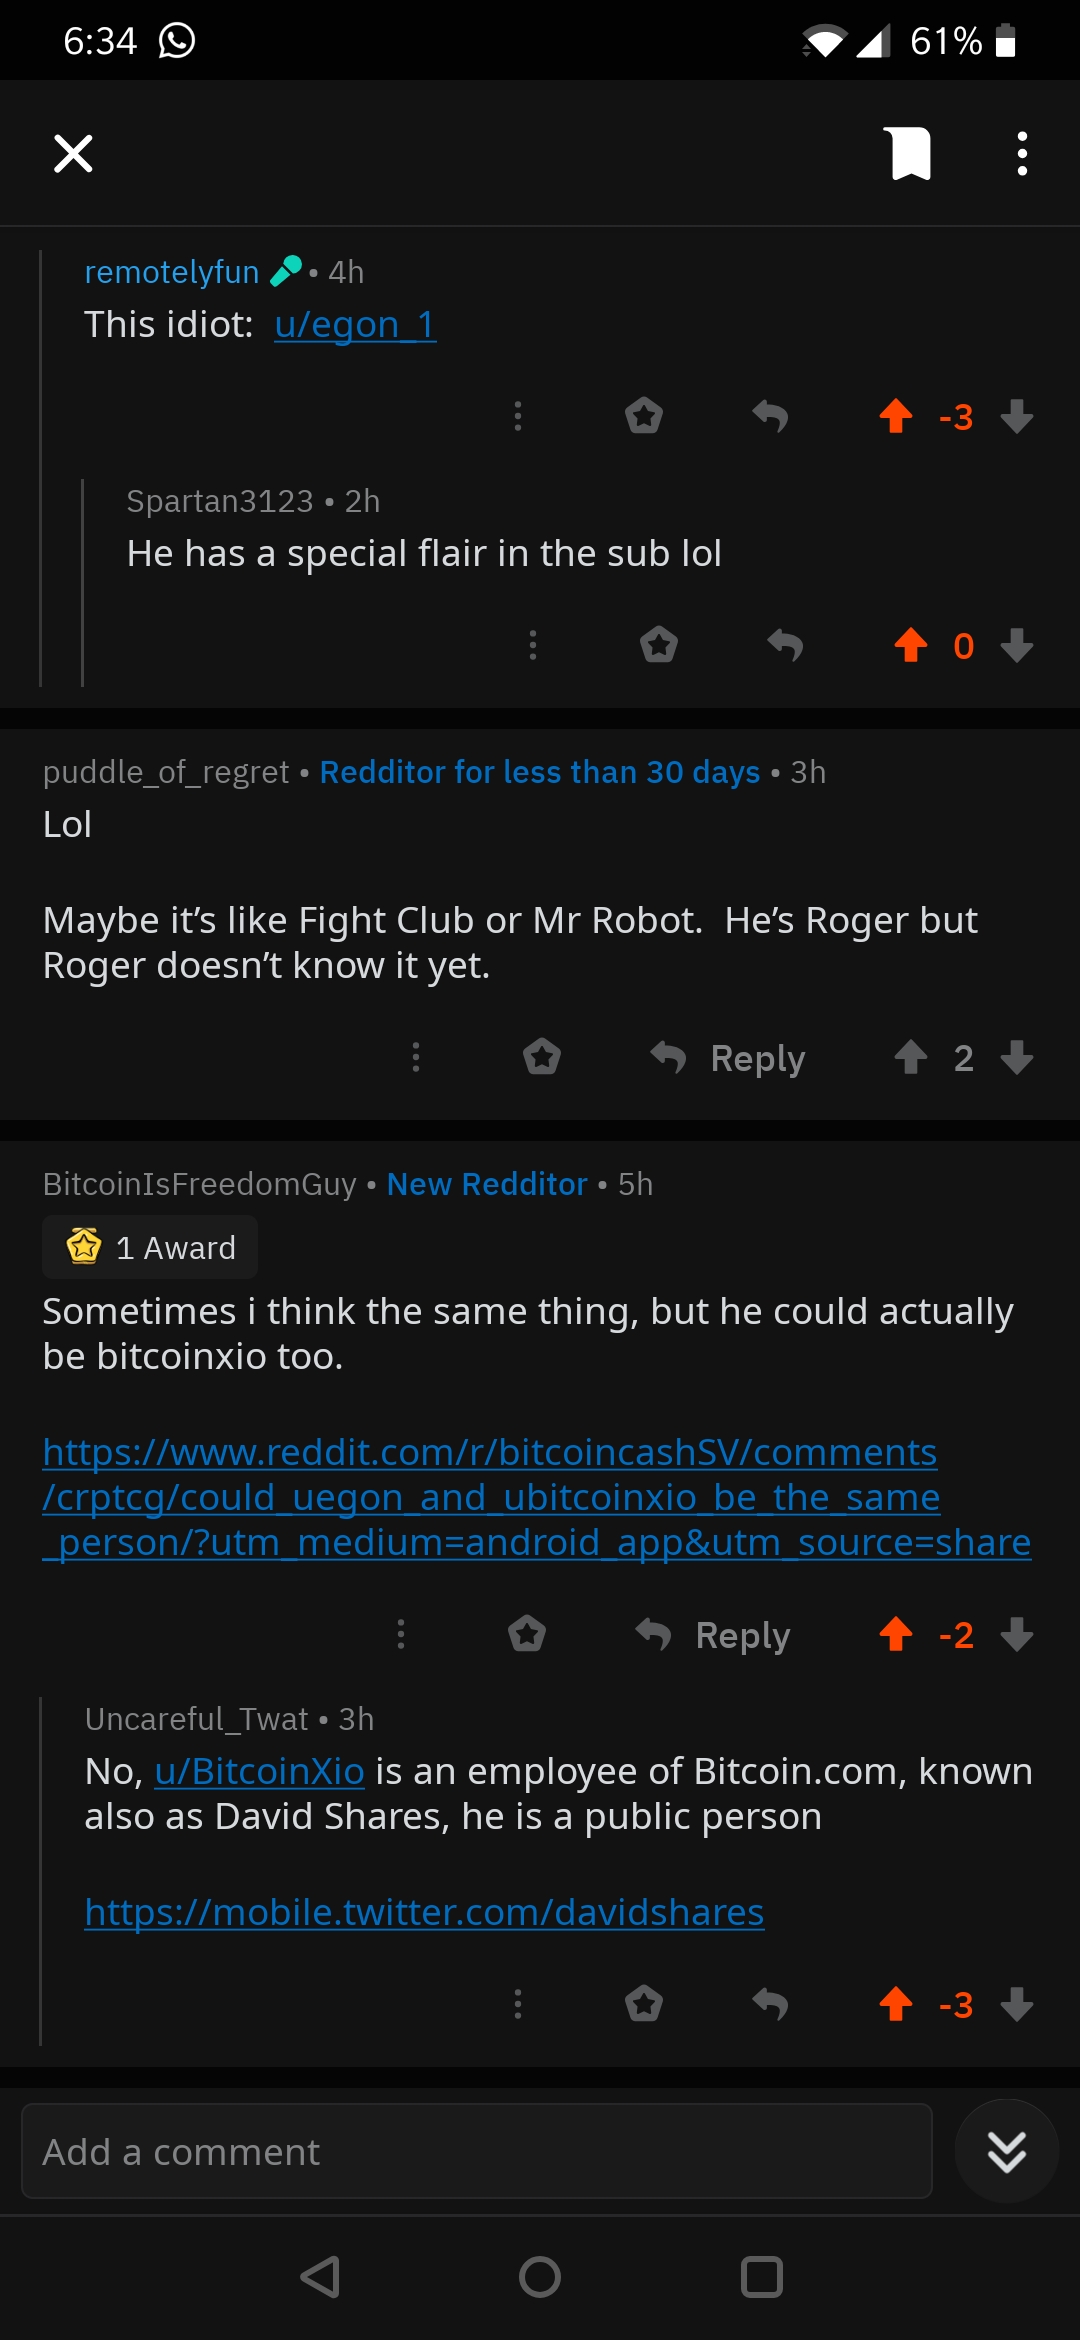 6:34
61%
remotelyfun • 4h
This idiot: u/egon_1
-3
Spartan3123 • 2h
He has a special flair in the sub lol
0
puddle_of_regret • Redditor for less than 30 days • 3h
Lol
Maybe it’s like Fight Club or Mr Robot.  He’s Roger but
Roger doesn’t know it yet.
Reply 2
BitcoinIsFreedomGuy • New Redditor • 5h
1 Award
Sometimes i think the same thing, but he could actually
be bitcoinxio too.
https://www.reddit.com/r/bitcoincashSV/comments
/crptcg/could_uegon_and_ubitcoinxio_be_the_same
_person/?utm_medium=android_app&utm_source=share
Reply -2
Uncareful_Twat • 3h
No, u/BitcoinXio is an employee of Bitcoin.com, known
also as David Shares, he is a public person
https://mobile.twitter.com/davidshares
-3
Add a comment